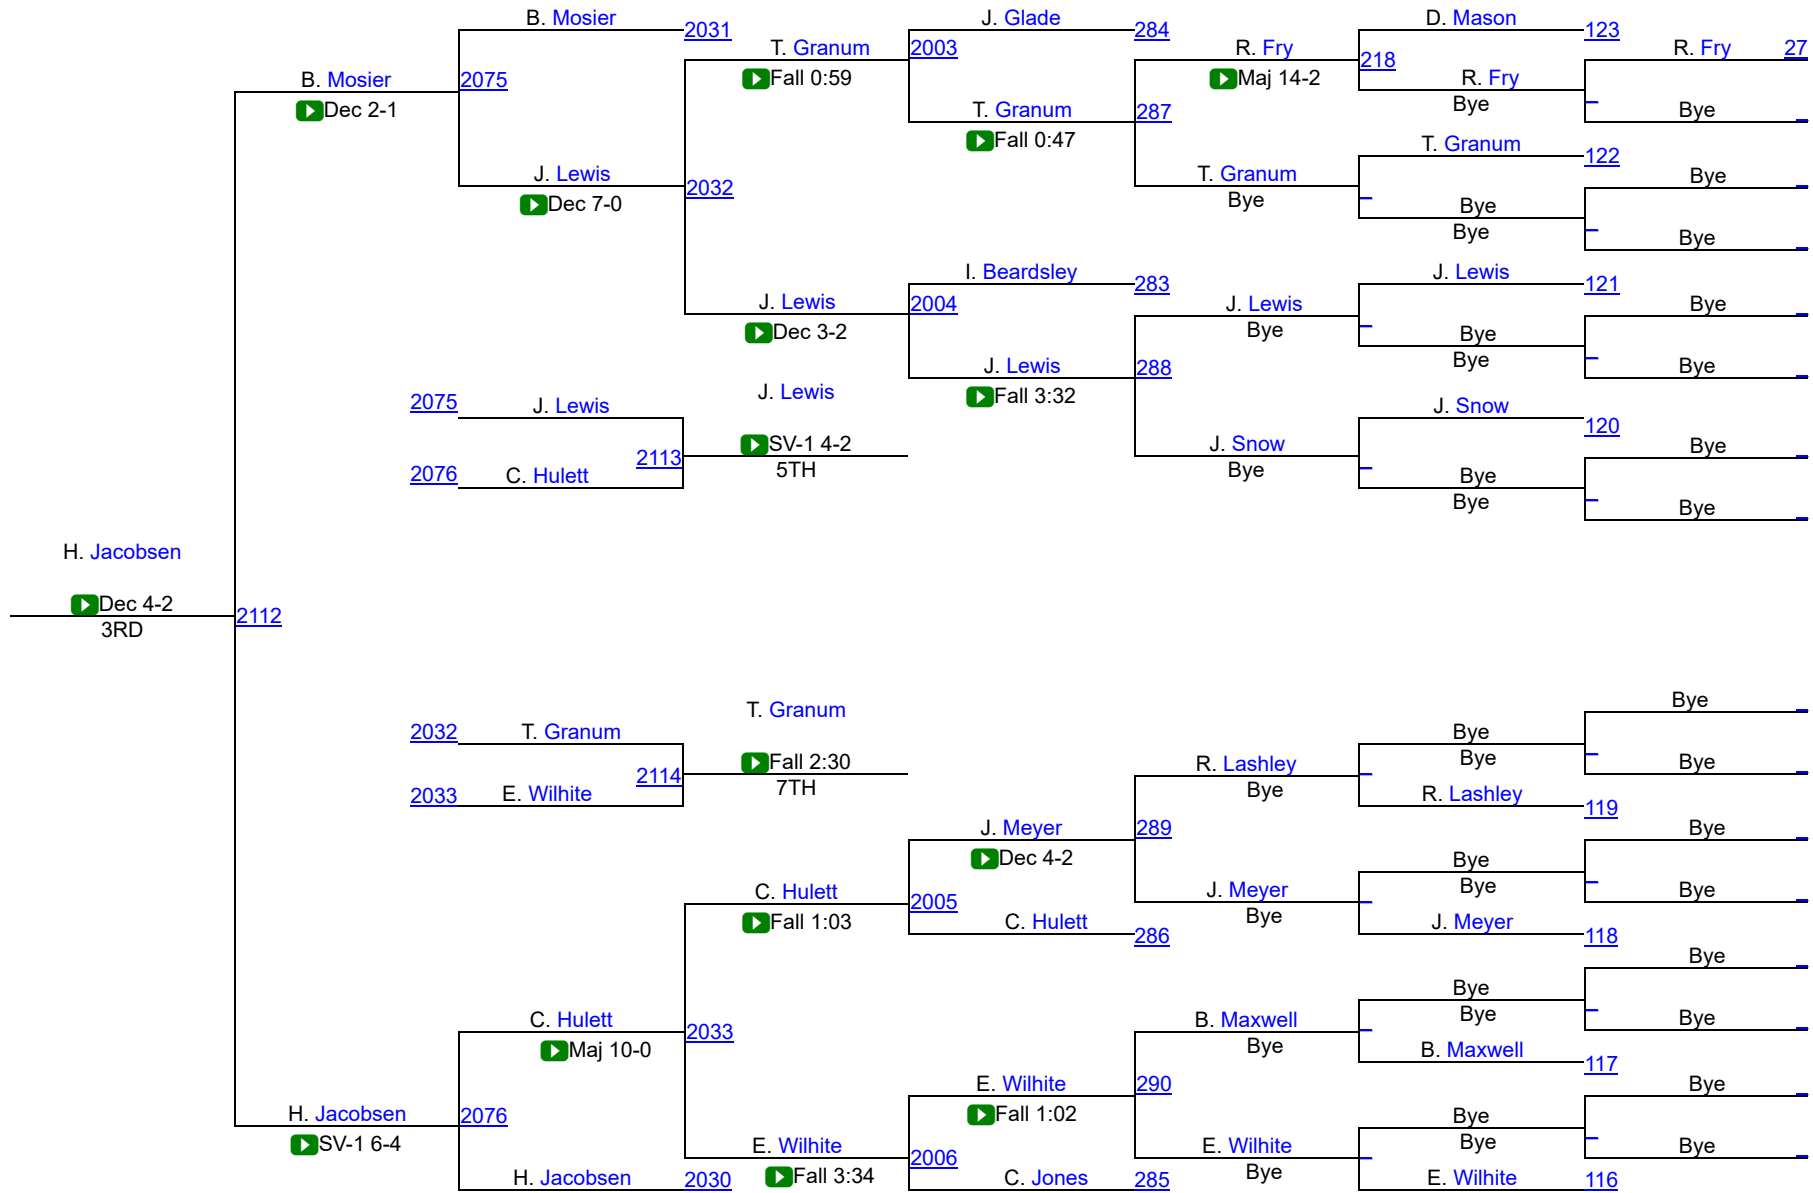 B. Mosier
2031
J. Glade
284
D. Mason
123
T. Granum
2003
R. Fry
218
R. Fry
27
Fall 0:59
Maj 14-2
R. Fry
Bye
B. Mosier
2075
Bye
Dec 2-1
T. Granum
287
Fall 0:47
T. Granum
122
J. Lewis
2032
T. Granum
Bye
Dec 7-0
Bye
Bye
Bye
Bye
I. Beardsley
283
J. Lewis
121
J. Lewis
2004
J. Lewis
Bye
Dec 3-2
Bye
Bye
Bye
J. Lewis
288
Bye
Fall 3:32
J. Lewis
2075
J. Lewis
J. Snow
120
SV-1 4-2
J. Snow
Bye
2113
5TH
Bye
2076
C. Hulett
Bye
Bye
Bye
H. Jacobsen
Dec 4-2
2112
3RD
Bye
T. Granum
2032
T. Granum
Bye
Fall 2:30
R. Lashley
Bye
Bye
2114
7TH
Bye
2033
E. Wilhite
R. Lashley
119
J. Meyer
289
Bye
Dec 4-2
Bye
C. Hulett
2005
J. Meyer
Bye
Bye
Fall 1:03
Bye
C. Hulett
286
J. Meyer
118
Bye
Bye
C. Hulett
2033
B. Maxwell
Bye
Bye
Maj 10-0
Bye
B. Maxwell
117
E. Wilhite
290
Bye
Fall 1:02
H. Jacobsen
2076
Bye
SV-1 6-4
E. Wilhite
2006
E. Wilhite
Bye
Bye
Fall 3:34
Bye
H. Jacobsen
2030
C. Jones
285
E. Wilhite
116